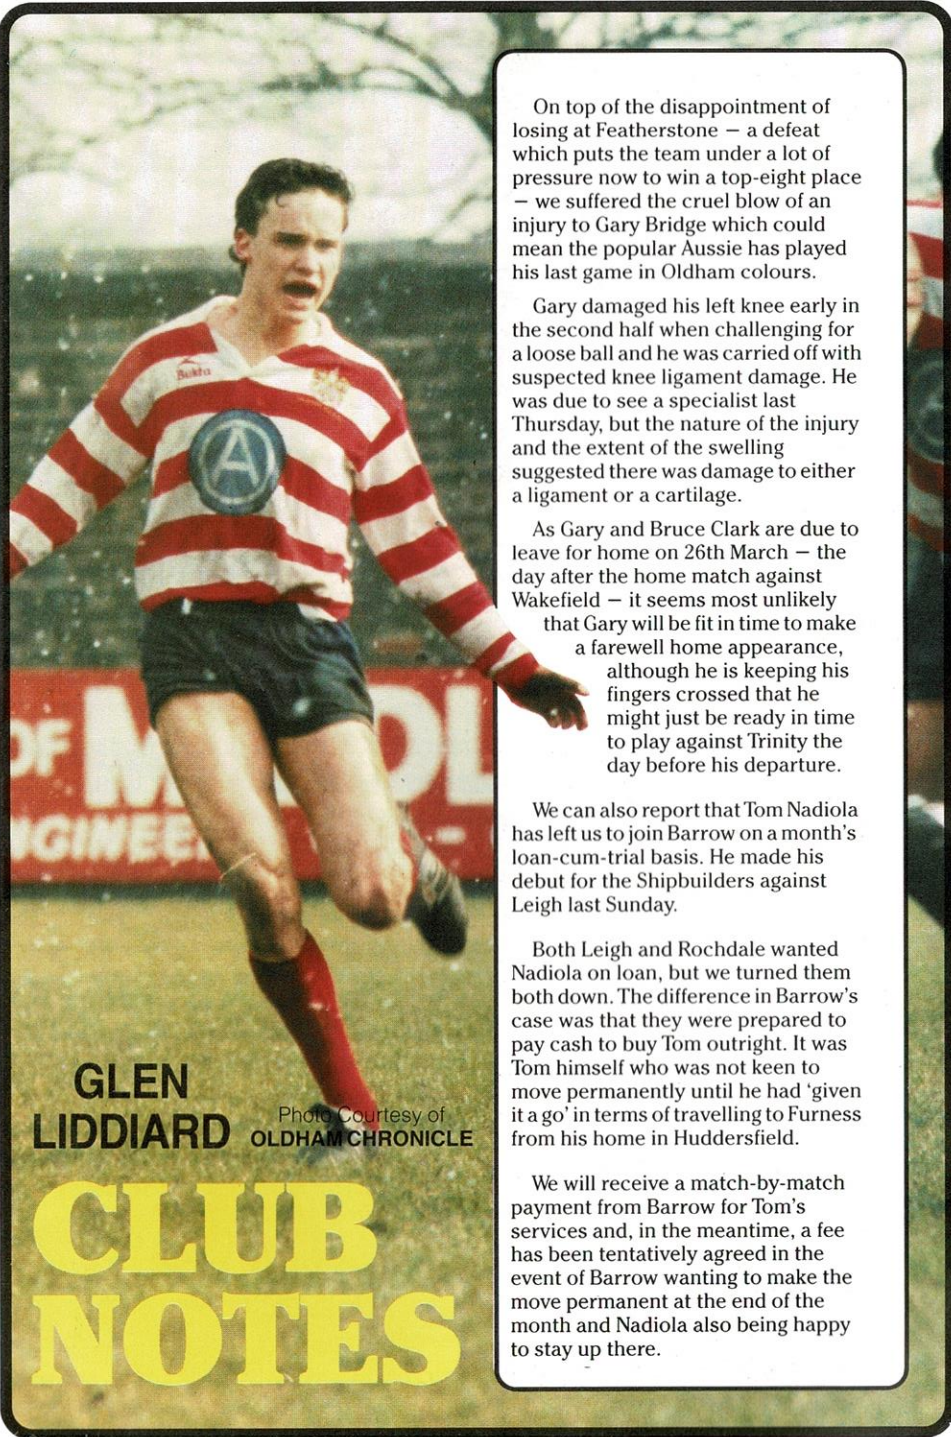 On top of the disappointment of
losing at Featherstone — a defeat
which puts the team under a lot of
pressure now to win a top-eight place
— we suffered the cruel blow of an
injury to Gary Bridge which could
mean the popular Aussie has played
his last game in Oldham colours.
Gary damaged his left knee early in
the second half when challenging for
a loose ball and he was carried off with
suspected knee ligament damage. He
was due to see a specialist last
Thursday, but the nature of the injury
and the extent of the swelling
suggested there was damage to either
a ligament or a cartilage.
As Gary and Bruce Clark are due to
leave for home on 26th March — the
day after the home match against
Wakefield — it seems most unlikely
that Gary will be fit in time to make
a farewell home appearance,
although he is keeping his
fingers crossed that he
might just be ready in time
to play against Trinity the
day before his departure.
We can also report that Tom Nadiola
has left us to join Barrow on a month's
loan-cum-trial basis. He made his
debut for the Shipbuilders against
Leigh last Sunday.
Both Leigh and Rochdale wanted
Nadiola on loan, but we turned them
both down. The difference in Barrow's
case was that they were prepared to
pay cash to buy Tom outright. It was
Tom himself who was not keen to
move permanently until he had 'given
it a go' in terms of travelling to Furness
from his home in Huddersfield.
We will receive a match-by-match
payment from Barrow for Tom's
services and, in the meantime, a fee
has been tentatively agreed in the
event of Barrow wanting to make the
move permanent at the end of the
month and Nadiola also being happy
to stay up there.
Bukta
A
OF
GLEN
LIDDIARD
Photo Courtesy of
OLDHAM CHRONICLE
CLUB
NOTES